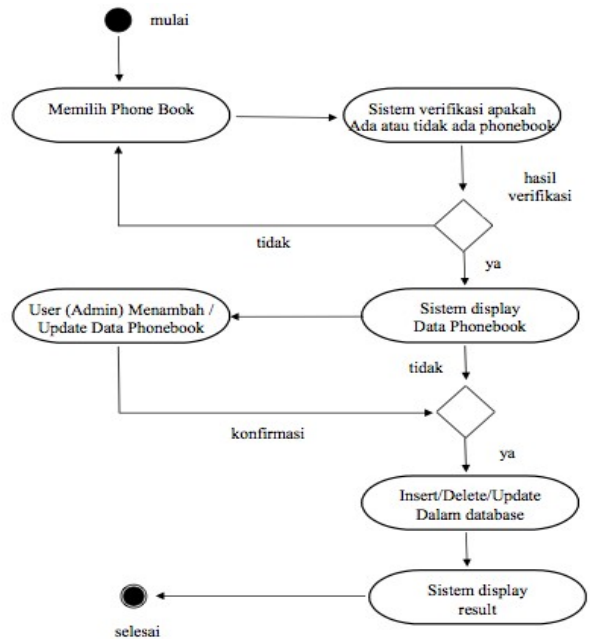 mulai
Memilih Phone Book
Sistem verifikasi apakah
Ada atau tidak ada phonebook
hasil
verifikasi
tidak
ya
User (Admin) Menambah /
Update Data Phonebook
Sistem display
Data Phonebook
tidak
konfirmasi
ya
Insert/Delete/Update
Dalam database
Sistem display
result
selesai